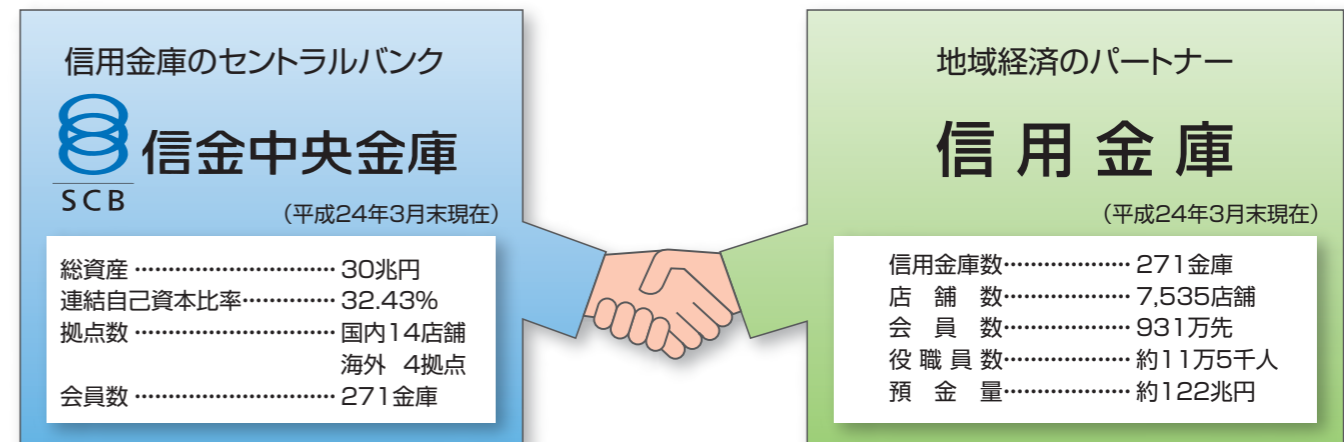 信用金庫のセントラルバンク
信金中央金庫
SCB
（平成24年3月末現在）
総資産 ………………………… 30兆円
連結自己資本比率………… 32.43%
拠点数 ………………………… 国内14店舗
海外 4拠点
会員数 ………………………… 271金庫
地域経済のパートナー
信用金庫
（平成24年3月末現在）
信用金庫数……………… 271金庫
店舗数……………… 7,535店舗
会員数……………… 931万先
役職員数……………… 約11万5千人
預金量……………… 約122兆円